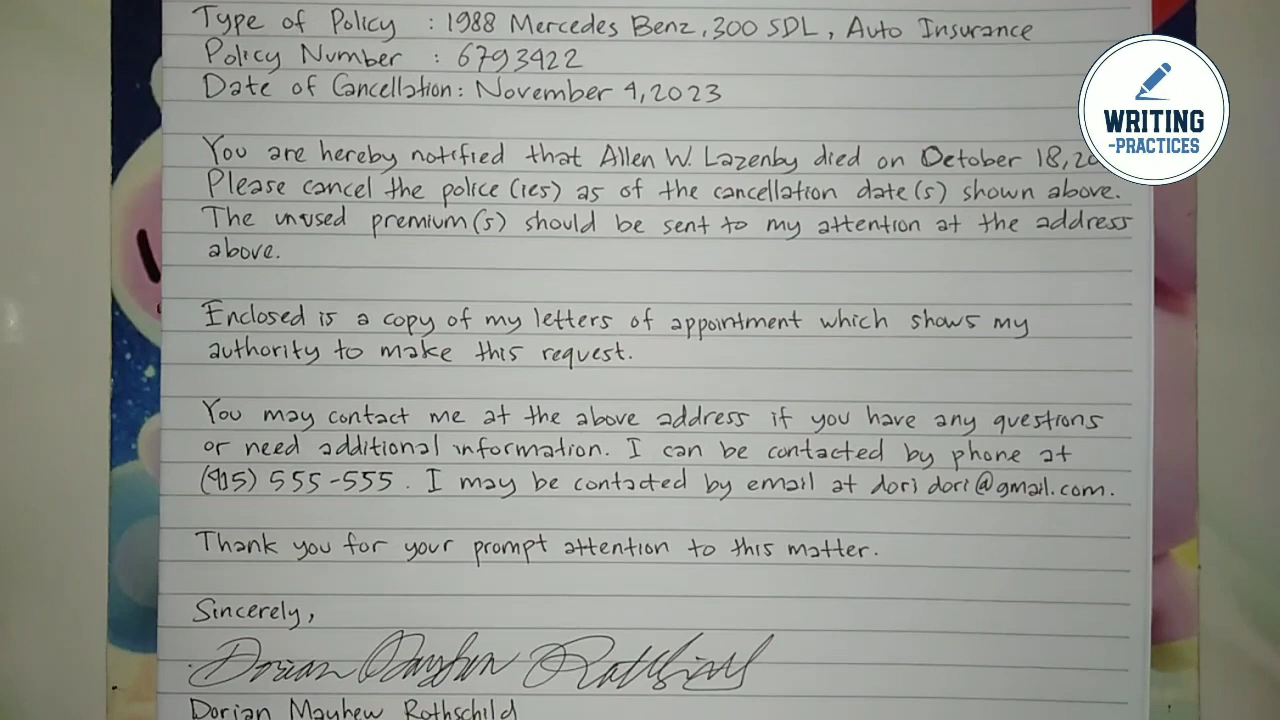 Type of Policy : 1988 Mercedes Benz, 300 SDL, Auto Insurance
Policy Number : 6793422
Date of Cancellation: November 4, 2023
WRITING
-PRACTICES
You are hereby notified that Allen W. Lazenby died on October 18,
Please cancel the police (ies) as of the cancellation date(s) shown above.
The unused premium(s) should be sent to my attention at the address
above.
Enclosed is a copy of my letters of appointment which shows my
authority to make this request.
You may contact me at the above address if you have any questions
or need additional information. I can be contacted by phone at
(415) 555-555. I may be contacted by email at dori dori@gmail.com.
Thank you for your prompt attention to this matter.
Sincerely,
Dorian Mayhew Rothschild
Dorian Mayhew Rothschild